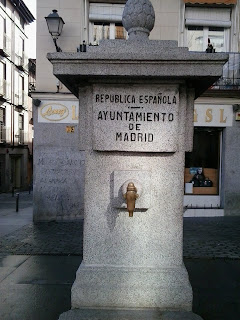 REPUBLICA ESPAÑOLA
AYUNTAMIENTO
DE
MADRID